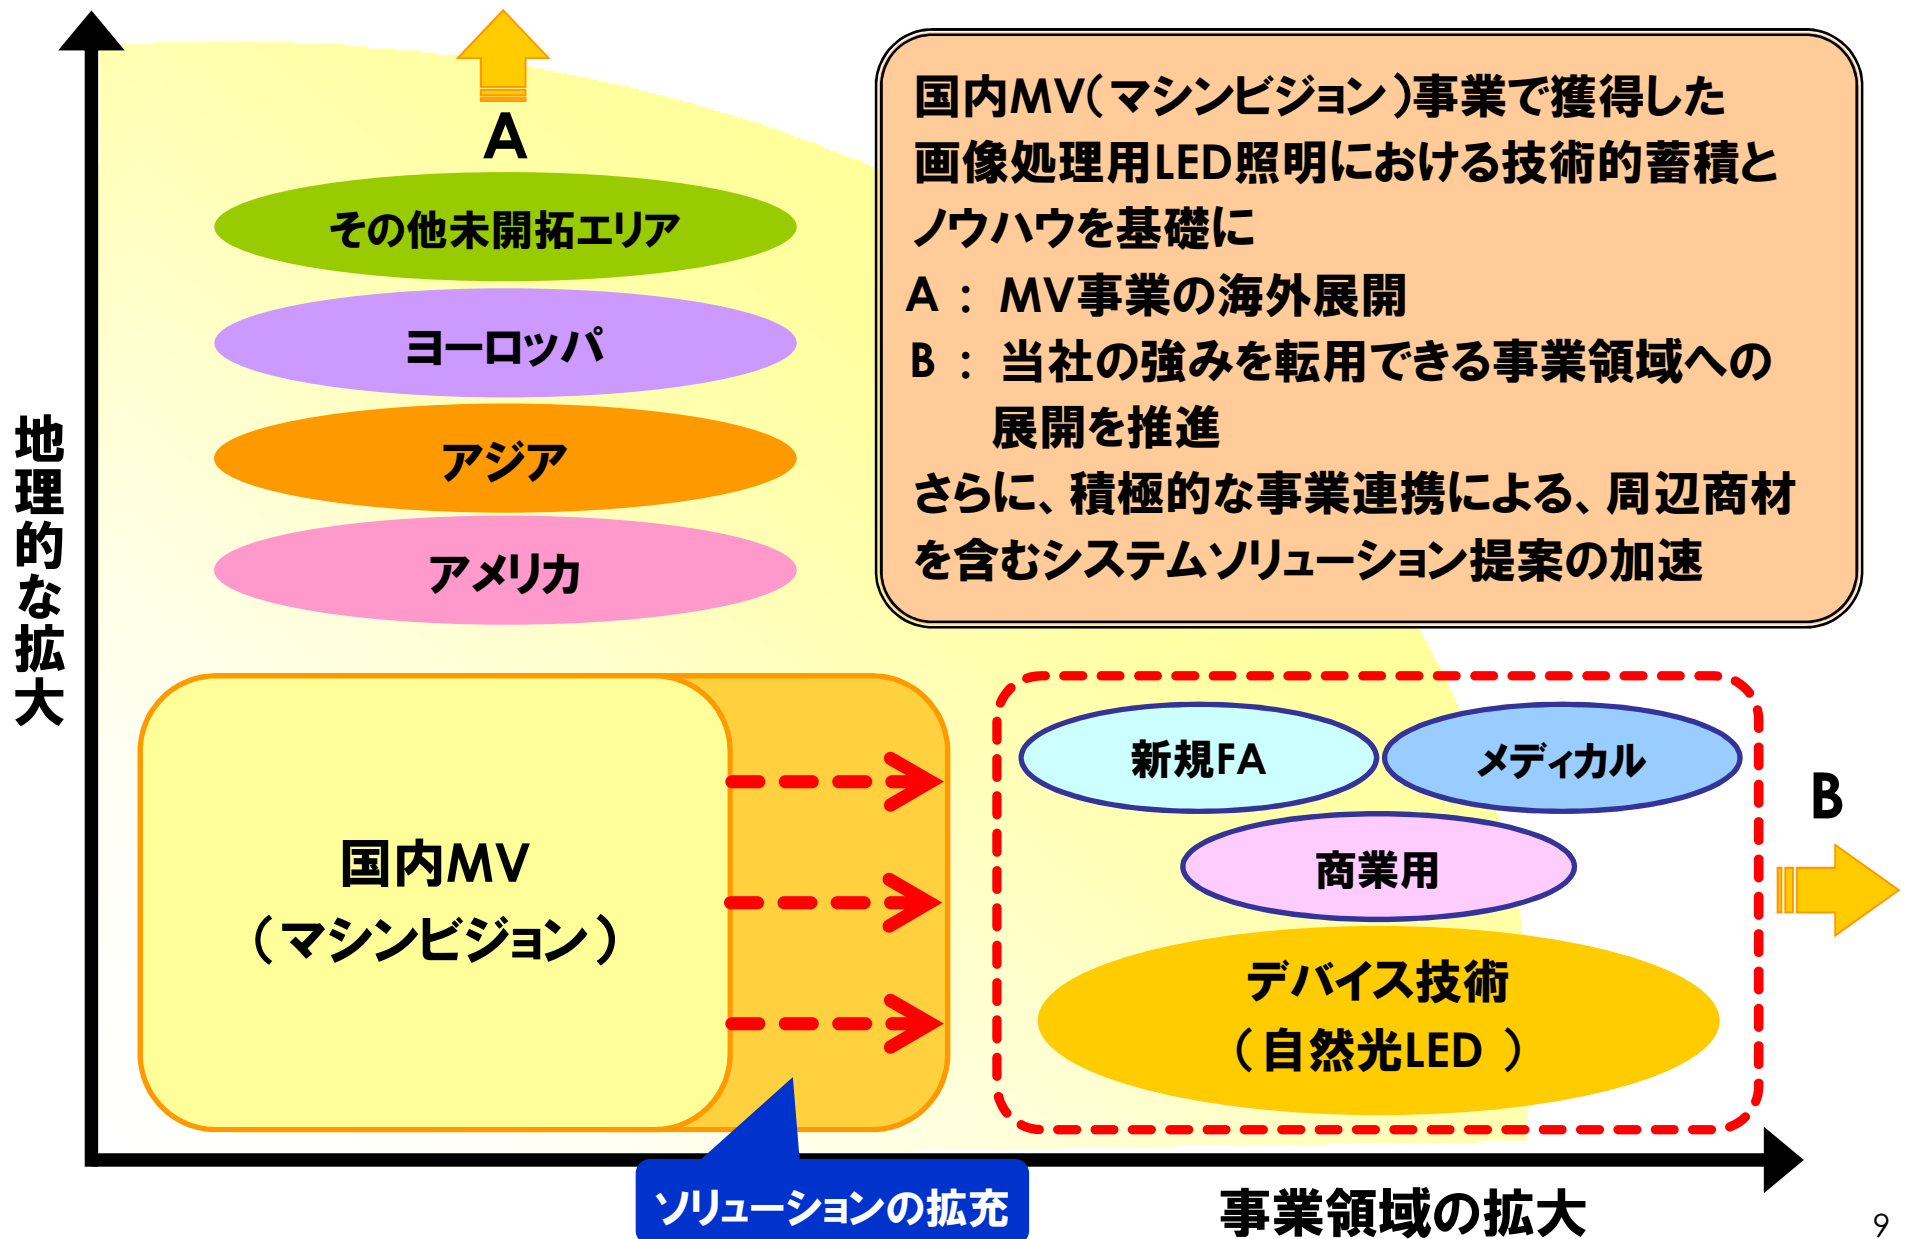 A
国内MV(マシンビジョン)事業で獲得した
画像処理用LED照明における技術的蓄積と
ノウハウを基礎に
A : MV事業の海外展開
B : 当社の強みを転用できる事業領域への
展開を推進
さらに、積極的な事業連携による、周辺商材
を含むシステムソリューション提案の加速
その他未開拓エリア
ヨーロッパ
アジア
アメリカ
地理的な拡大
国内MV
(マシンビジョン)
新規FA
メディカル
商業用
デバイス技術
(自然光LED )
B
ソリューションの拡充
事業領域の拡大
9